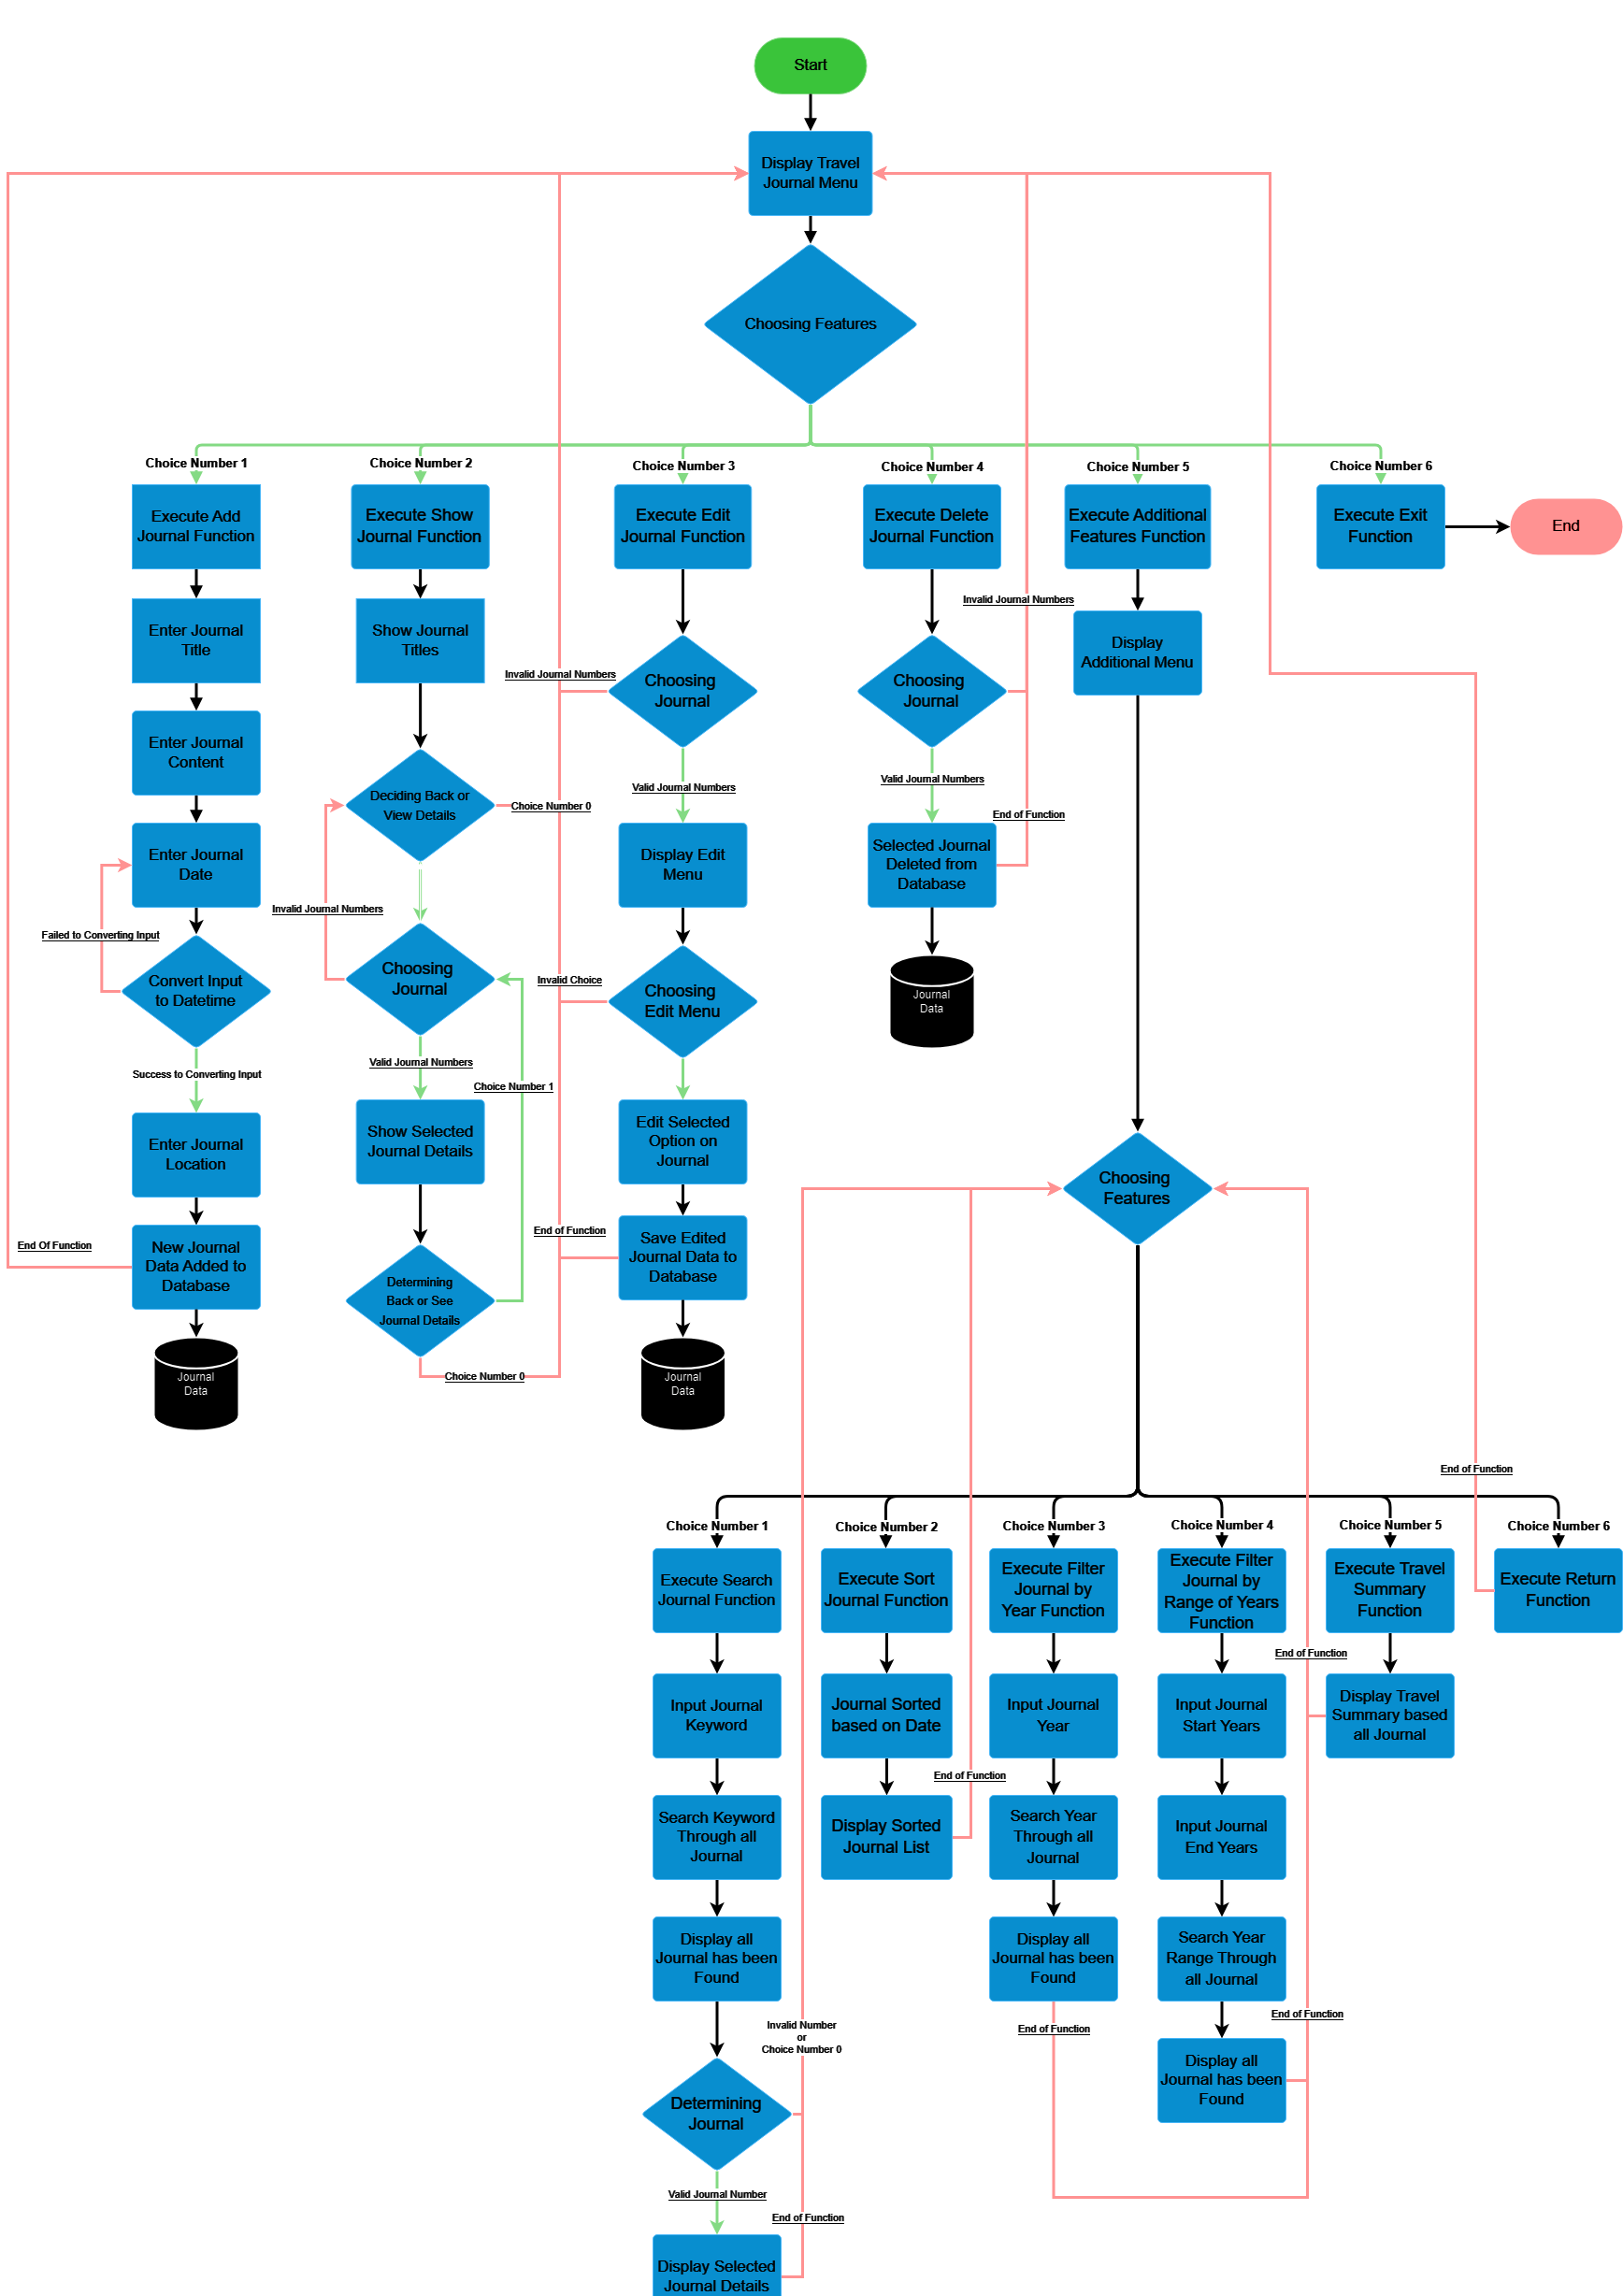 Start
Display Travel
Journal Menu
Choosing Features
Choice Number 1
Choice Number 2
Choice Number 3
Choice Number 4
Choice Number 5
Choice Number 6
Execute Add
Journal Function
Execute Show
Journal Function
Execute Edit
Journal Function
Execute Delete
Journal Function
Execute Additional
Features Function
Execute Exit
Function
End
Enter Journal
Title
Show Journal
Titles
Invalid Journal Numbers
Choosing
Journal
Invalid Journal Numbers
Choosing
Journal
Display
Additional Menu
Enter Journal
Content
Deciding Back or
View Details
Choice Number 0
Valid Journal Numbers
Valid Journal Numbers
End of Function
Enter Journal
Date
Display Edit
Menu
Selected Journal
Deleted from
Database
Invalid Journal Numbers
Failed to Converting Input
Convert Input
to Datetime
Choosing
Journal
Invalid Choice
Choosing
Edit Menu
Journal
Data
Success to Converting Input
Valid Journal Numbers
Choice Number 1
Enter Journal
Location
Show Selected
Journal Details
Edit Selected
Option on
Journal
Choosing
Features
End Of Function
New Journal
Data Added to
Database
Determining
Back or See
Journal Details
End of Function
Save Edited
Journal Data to
Database
Choice Number 0
Journal
Data
Journal
Data
End of Function
Choice Number 1
Choice Number 2
Choice Number 3
Choice Number 4
Choice Number 5
Choice Number 6
Execute Search
Journal Function
Execute Sort
Journal Function
Execute Filter
Journal by
Year Function
Execute Filter
Journal by
Range of Years
Function
Execute Travel
Summary
Function
Execute Return
Function
End of Function
Input Journal
Keyword
Journal Sorted
based on Date
Input Journal
Year
Input Journal
Start Years
Display Travel
Summary based
all Journal
End of Function
Search Keyword
Through all
Journal
Display Sorted
Journal List
Search Year
Through all
Journal
Input Journal
End Years
Display all
Journal has been
Found
Display all
Journal has been
Found
Search Year
Range Through
all Journal
Invalid Number
or
Choice Number 0
End of Function
End of Function
Display all
Journal has been
Found
Determining
Journal
Valid Journal Number
End of Function
Display Selected
Journal Details